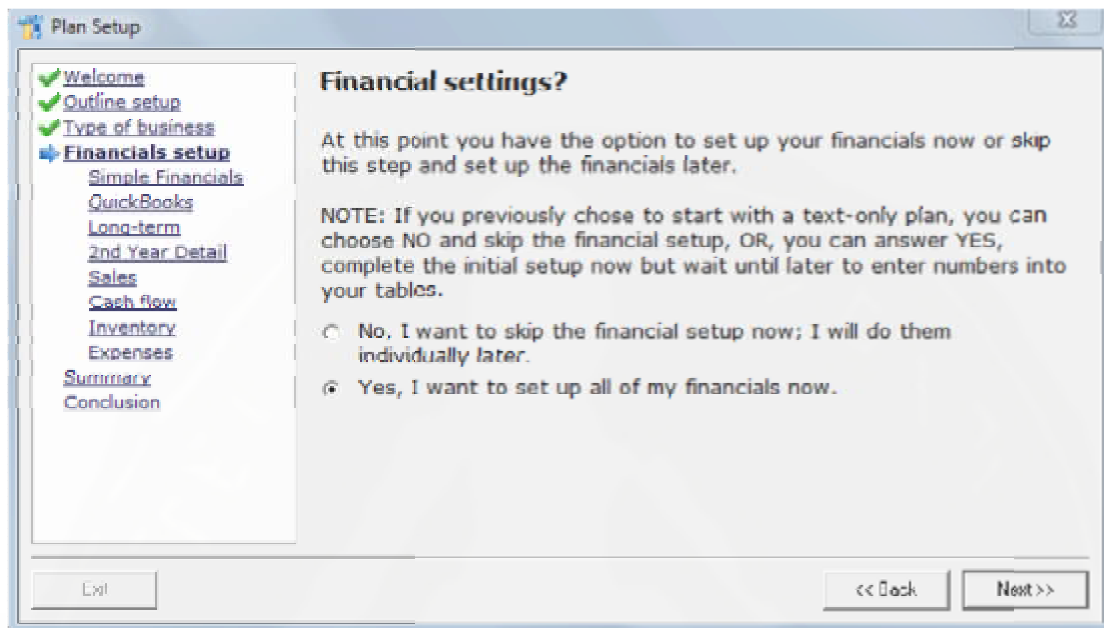 Plan Setup
Welcome
Outline setup
Type of business
Financials setup
Simple Financials
QuickBooks
Long-term
2nd Year Detail
Sales
Cash flow
Inventory
Expenses
Summary
Conclusion
Financial settings?
At this point you have the option to set up your financials now or skip
this step and set up the financials later.
NOTE: If you previously chose to start with a text-only plan, you can
choose NO and skip the financial setup, OR, you can answer YES,
complete the initial setup now but wait until later to enter numbers into
your tables.
No, I want to skip the financial setup now; I will do them
individually later.
Yes, I want to set up all of my financials now.
Exit
<< Back
Next >>